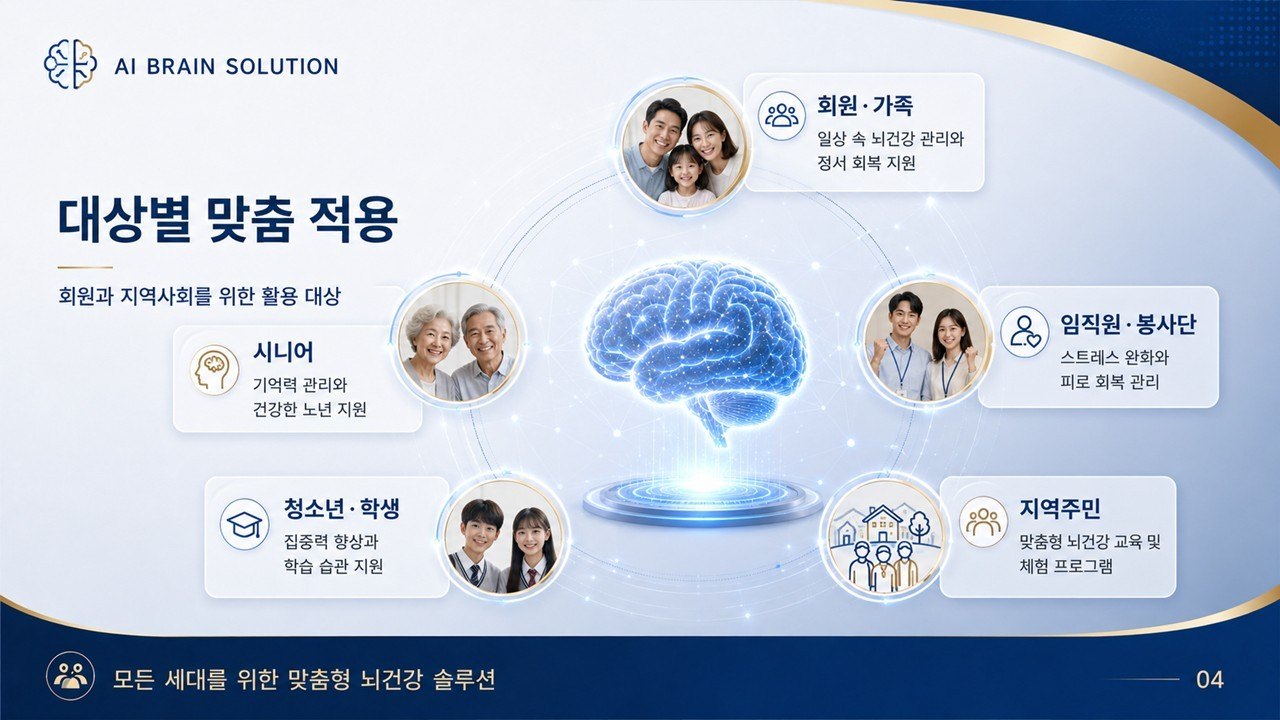 AI BRAIN SOLUTION
대상별 맞춤 적용
회원과 지역사회를 위한 활용 대상
회원·가족
일상 속 뇌건강 관리와
정서 회복 지원
임직원·봉사단
스트레스 완화와
피로 회복 관리
지역주민
맞춤형 뇌건강 교육 및
체험 프로그램
청소년·학생
집중력 향상과
학습 습관 지원
시니어
기억력 관리와
건강한 노년 지원
모든 세대를 위한 맞춤형 뇌건강 솔루션
04